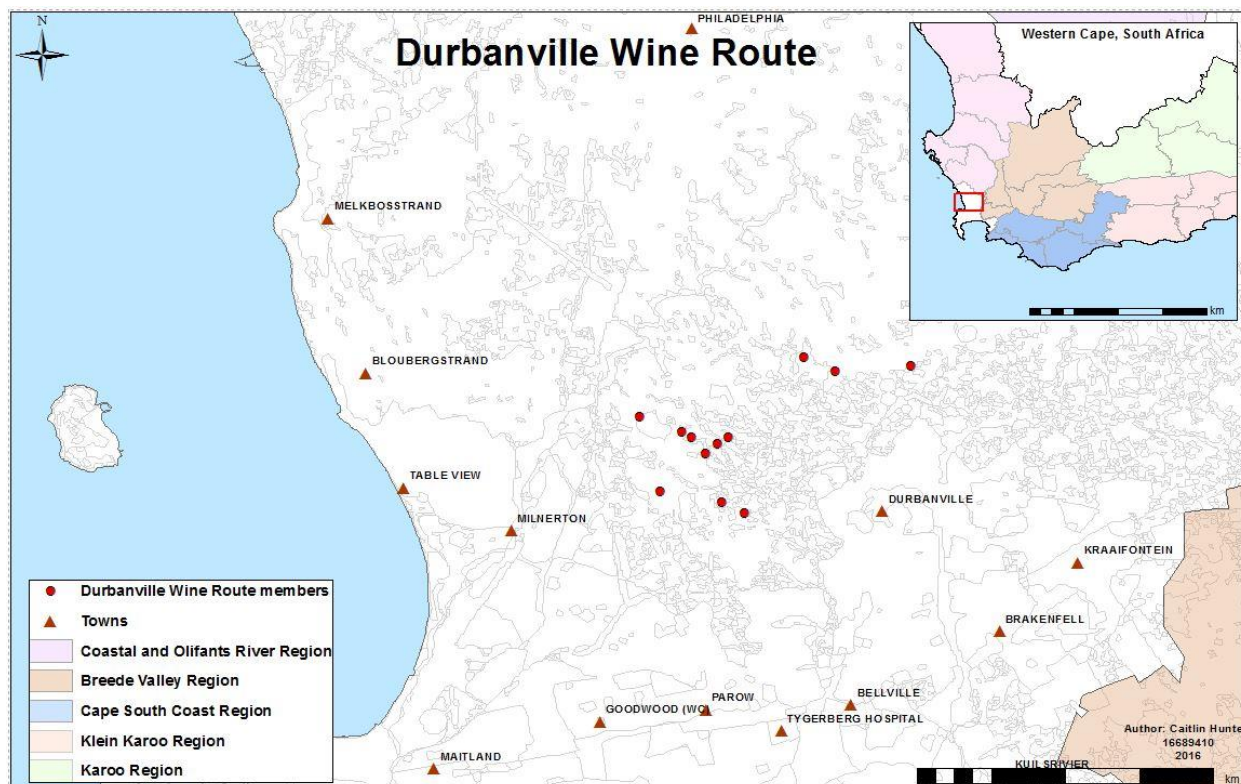 N
PHILADELPHIA
Durbanville Wine Route
Western Cape, South Africa
km
MELKBOSSTRAND
BLOUBERGSTRAND
TABLE VIEW
MILNERTON
DURBANVILLE
KRAAIFONTEIN
BRAKENFELL
BELLVILLE
PAROW
GOODWOOD (WC)
TYGERBERG HOSPITAL
MAITLAND
KUILSRIVIER
Durbanville Wine Route members
Towns
Coastal and Olifants River Region
Breede Valley Region
Cape South Coast Region
Klein Karoo Region
Karoo Region
Author: Caitlin Hunte
16689410
2016
km